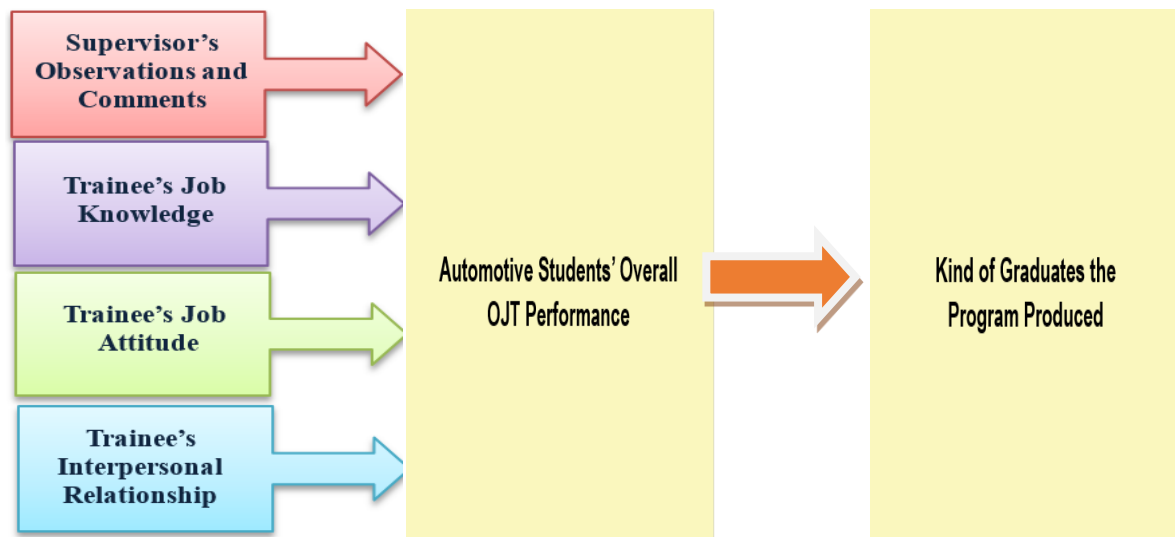 Supervisor’s
Observations and
Comments
Trainee’s Job
Knowledge
Trainee’s Job
Attitude
Trainee’s
Interpersonal
Relationship
Automotive Students’ Overall
OJT Performance
Kind of Graduates the
Program Produced